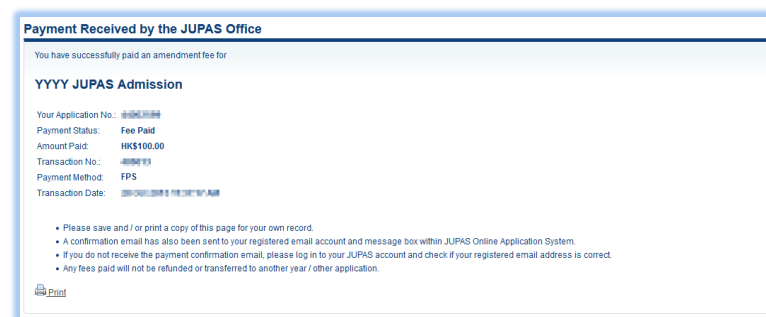 Payment Received by the JUPAS Office
You have successfully paid an amendment fee for
YYYY JUPAS Admission
Your Application No.:
Payment Status: Fee Paid
Amount Paid: HK$100.00
Transaction No.:
Payment Method: FPS
Transaction Date:
• Please save and / or print a copy of this page for your own record.
• A confirmation email has also been sent to your registered email account and message box within JUPAS Online Application System.
• If you do not receive the payment confirmation email, please log in to your JUPAS account and check if your registered email address is correct.
• Any fees paid will not be refunded or transferred to another year / other application.
Print